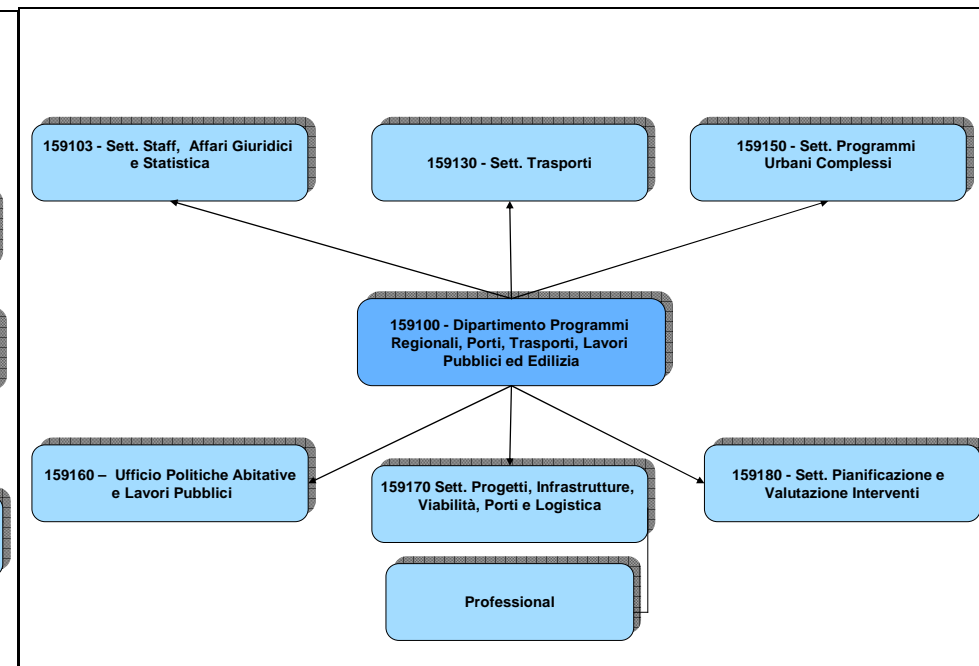 159103 - Sett. Staff, Affari Giuridici
e Statistica
159130 - Sett. Trasporti
159150 - Sett. Programmi
Urbani Complessi
159100 - Dipartimento Programmi
Regionali, Porti, Trasporti, Lavori
Pubblici ed Edilizia
159160 – Ufficio Politiche Abitative
e Lavori Pubblici
159170 Sett. Progetti, Infrastrutture,
Viabilità, Porti e Logistica
159180 - Sett. Pianificazione e
Valutazione Interventi
Professional